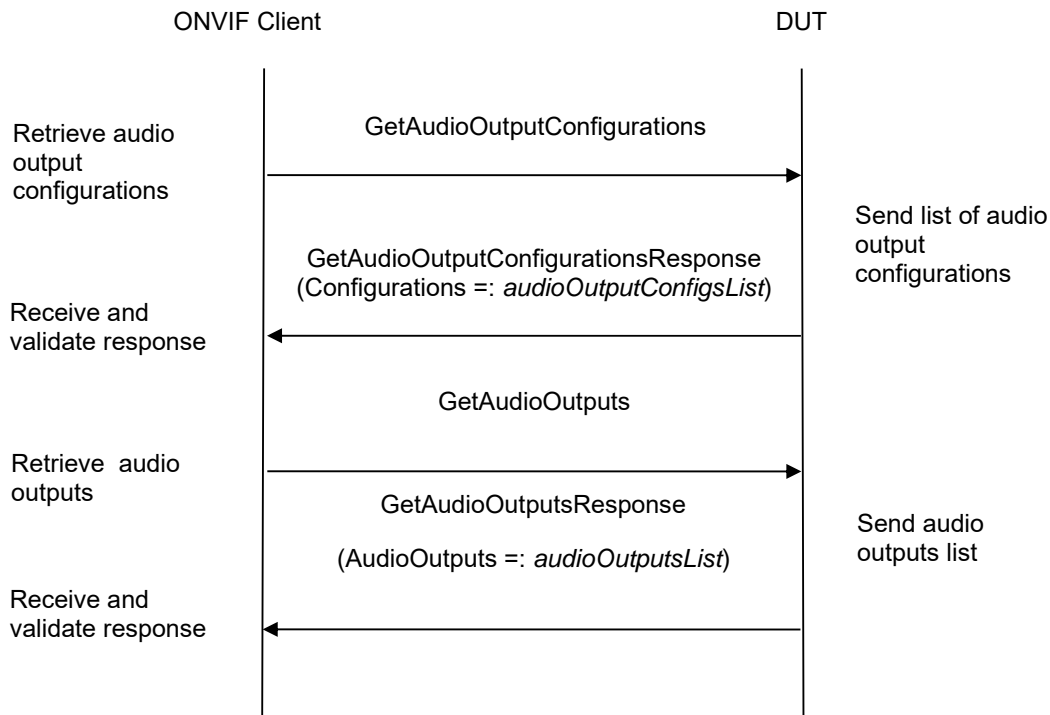 ONVIF Client
DUT
GetAudioOutputConfigurations
Retrieve audio
output
configurations
Send list of audio
output
configurations
GetAudioOutputConfigurationsResponse
(Configurations =: audioOutputConfigsList)
Receive and
validate response
GetAudioOutputs
Retrieve audio
outputs
GetAudioOutputsResponse
Send audio
outputs list
(AudioOutputs =: audioOutputsList)
Receive and
validate response